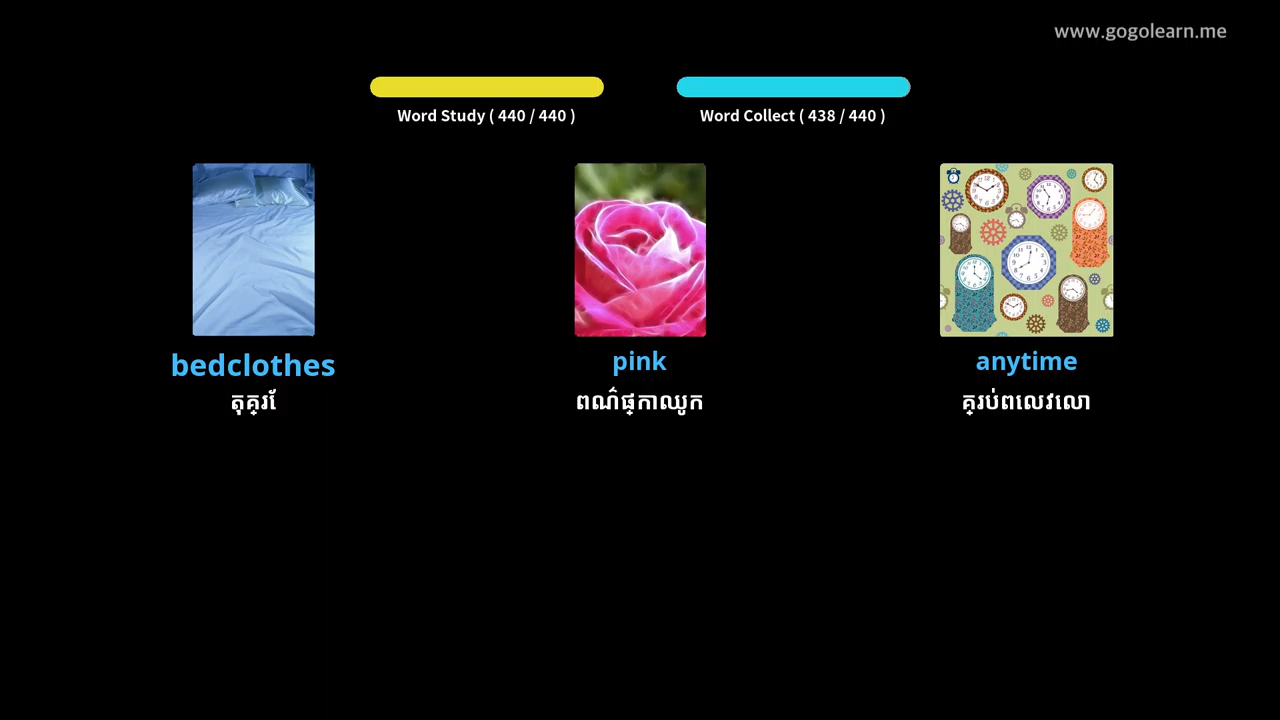 www.gogolearn.me
Word Study ( 440 / 440 )
Word Collect ( 438 / 440 )
bedclothes
pink
anytime
តុគ្រែ
ពណ៌ផ្កាឈូក
គ្រប់ពេលវេលា